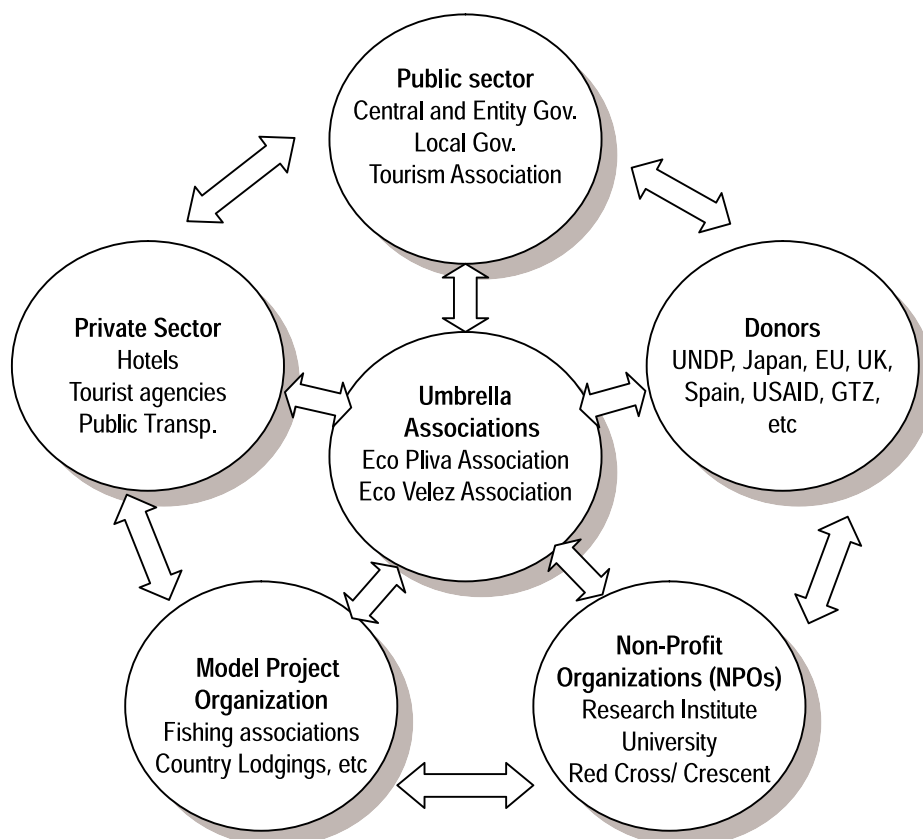 Public sector
Central and Entity Gov.
Local Gov.
Tourism Association
Private Sector
Hotels
Tourist agencies
Public Transp.
Umbrella
Associations
Eco Pliva Association
Eco Velez Association
Donors
UNDP, Japan, EU, UK,
Spain, USAID, GTZ,
etc
Model Project
Organization
Fishing associations
Country Lodgings, etc
Non-Profit
Organizations (NPOs)
Research Institute
University
Red Cross/ Crescent